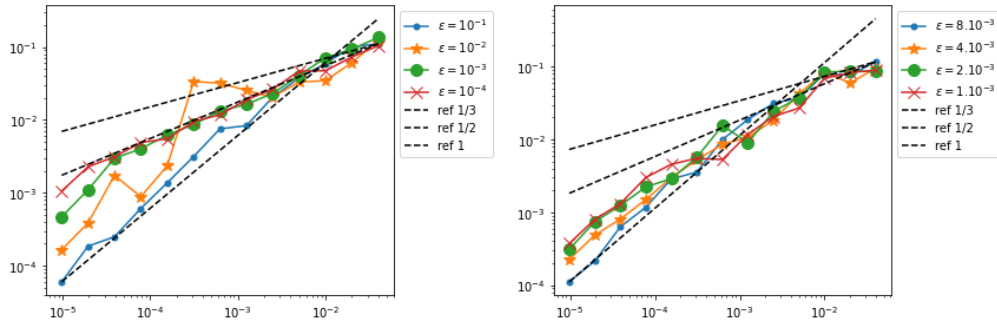 10⁻¹
10⁻²
10⁻³
10⁻⁴
10⁻⁵
10⁻⁴
10⁻³
10⁻²
ε = 10⁻¹
ε = 10⁻²
ε = 10⁻³
ε = 10⁻⁴
ref 1/3
ref 1/2
ref 1
10⁰
10⁻¹
10⁻²
10⁻³
10⁻⁴
10⁻⁵
10⁻⁴
10⁻³
10⁻²
ε = 8.10⁻³
ε = 4.10⁻³
ε = 2.10⁻³
ε = 1.10⁻³
ref 1/3
ref 1/2
ref 1